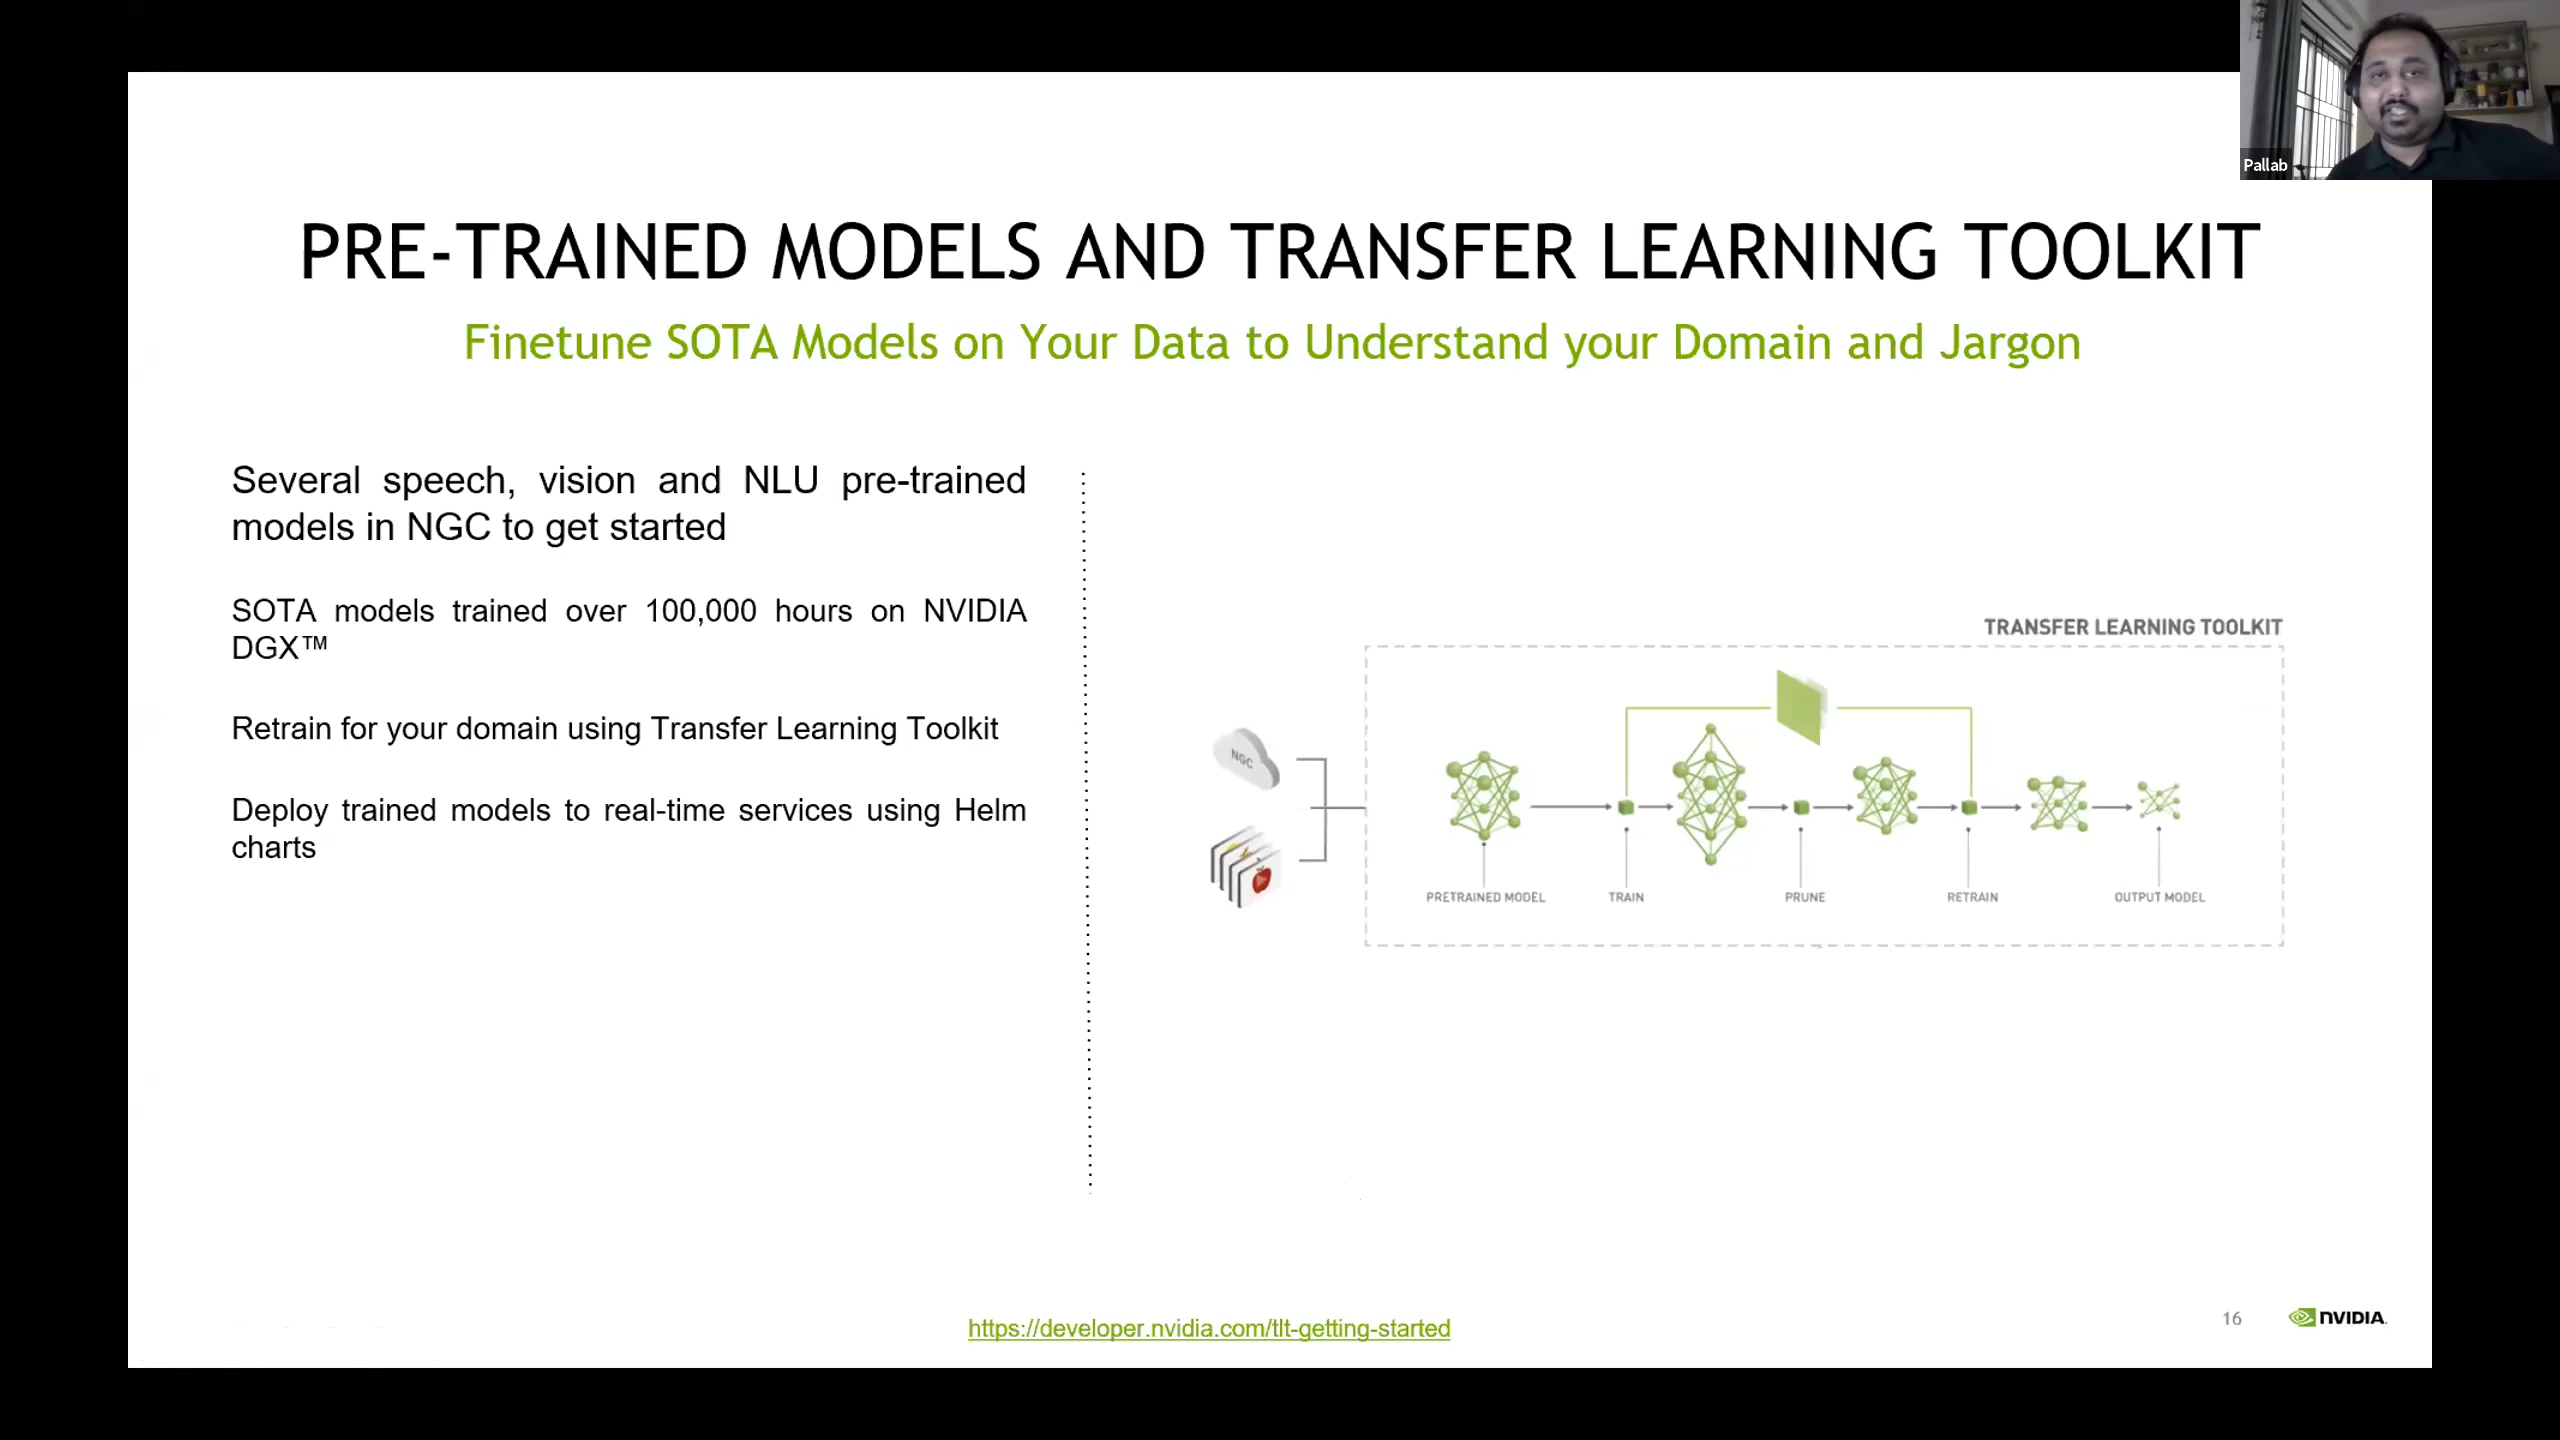 Pallab
PRE-TRAINED MODELS AND TRANSFER LEARNING TOOLKIT
Finetune SOTA Models on Your Data to Understand your Domain and Jargon
Several speech, vision and NLU pre-trained
models in NGC to get started
SOTA models trained over 100,000 hours on NVIDIA
DGX™
Retrain for your domain using Transfer Learning Toolkit
Deploy trained models to real-time services using Helm
charts
TRANSFER LEARNING TOOLKIT
NGC
PRETRAINED MODEL
TRAIN
PRUNE
RETRAIN
OUTPUT MODEL
https://developer.nvidia.com/tlt-getting-started
16
NVIDIA.